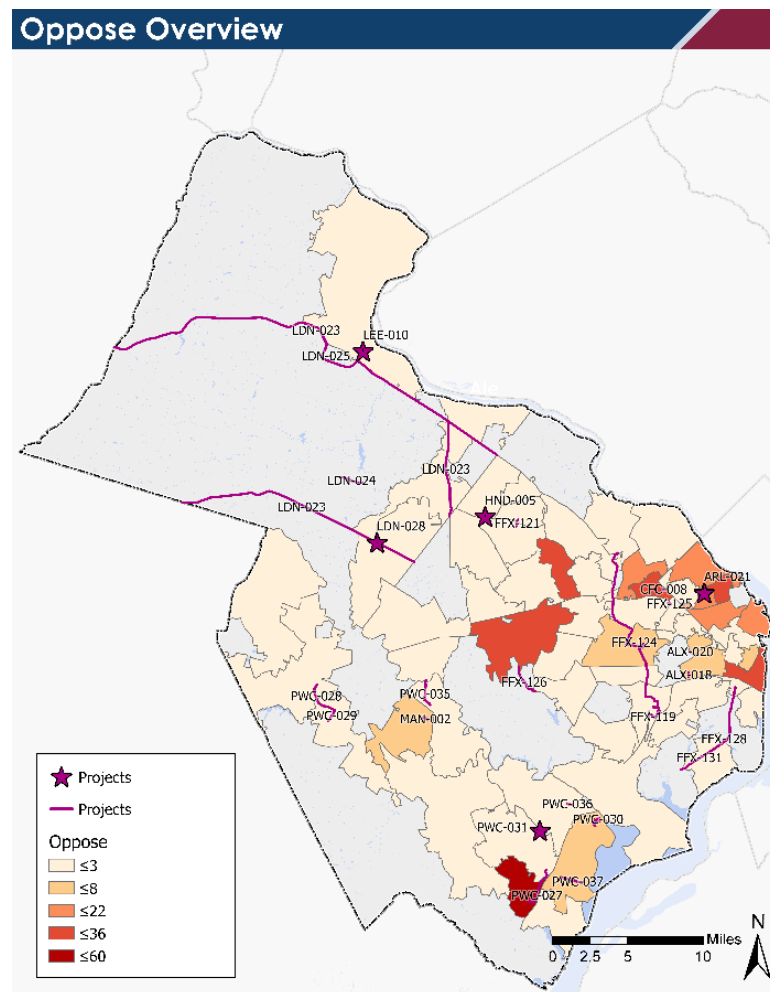 Oppose Overview
LDN-023
LEE-010
LDN-025
Ale
LDN-023
LDN-024
LDN-023
HND-005
FFX-121
LDN-028
ARL-021
CFC-008
FFX-125
FFX-124
ALX-020
ALX-018
FFX-126
PWC-028
PWC-035
PWC-029
MAN-002
FFX-119
FFX-128
FFX-131
PWC-036
PWC-030
PWC-031
PWC-037
PWC-027
Projects
Projects
Oppose
≤3
≤8
≤22
≤36
≤60
Miles
0 2.5 5 10
N